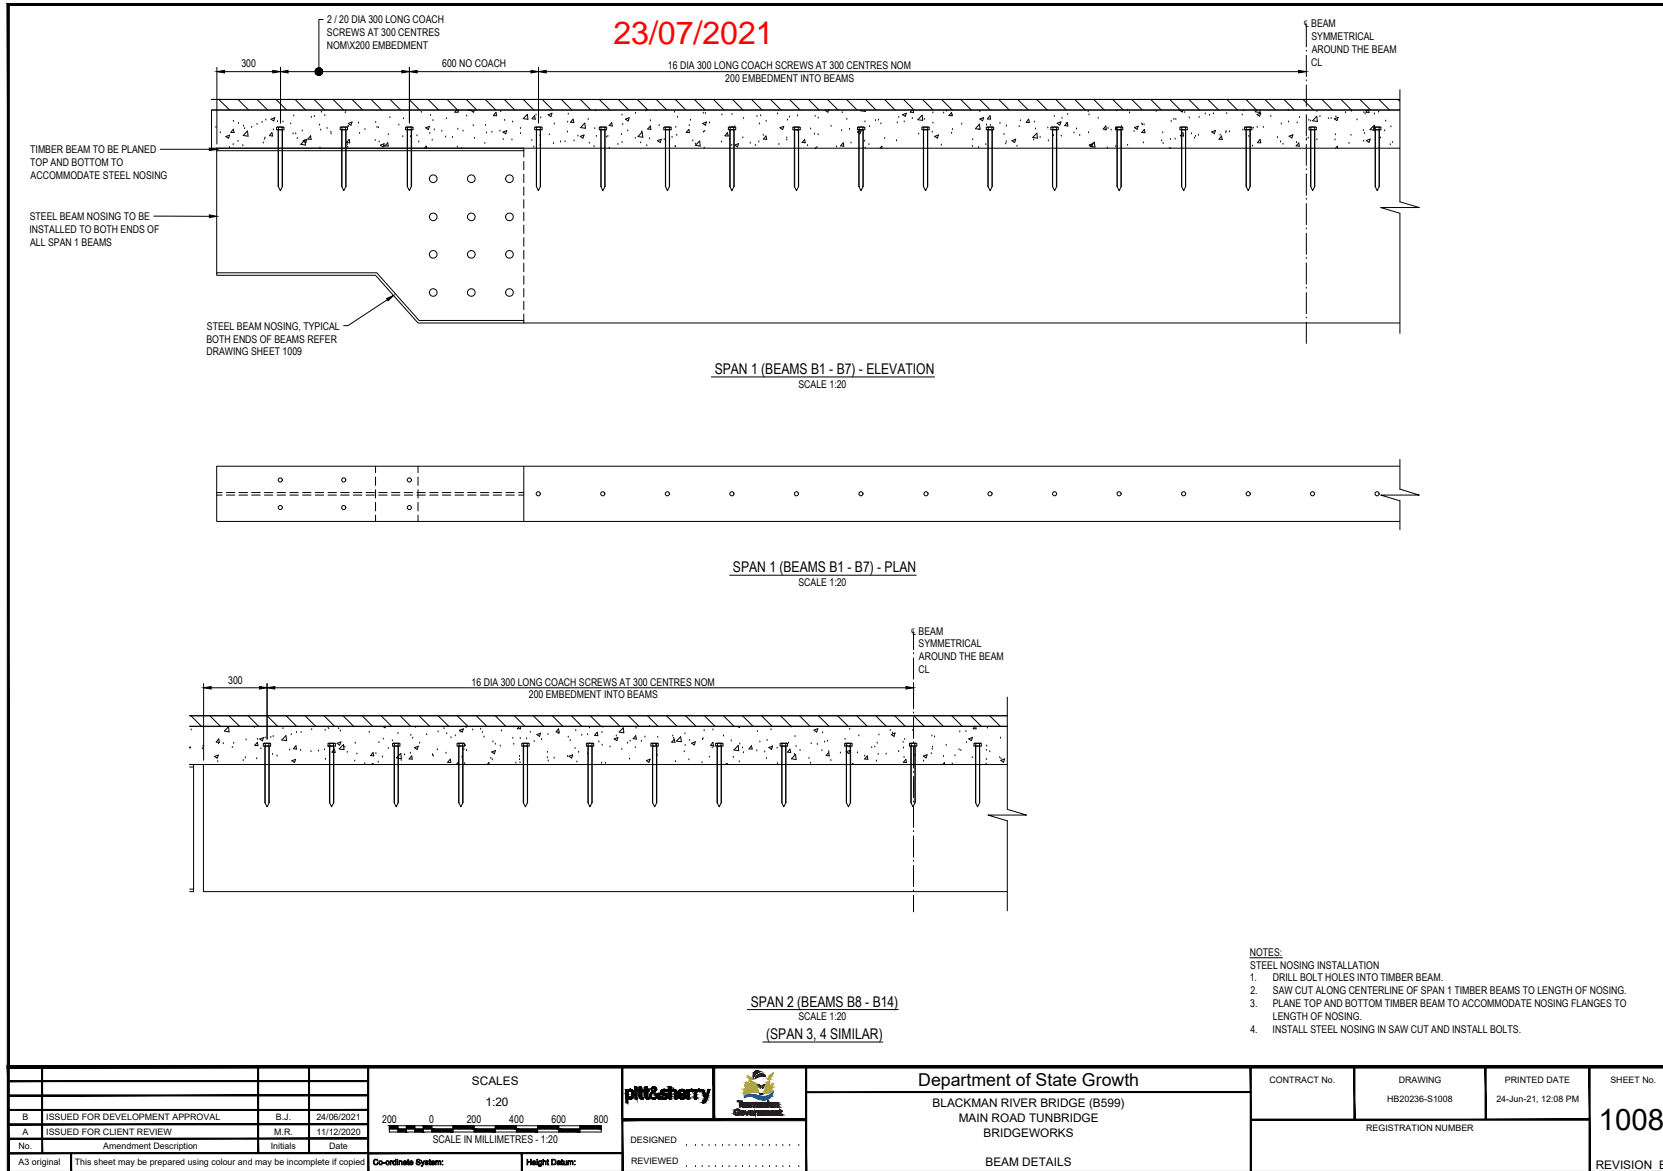 2 / 20 DIA 300 LONG COACH
SCREWS AT 300 CENTRES
NOM\X200 EMBEDMENT
23/07/2021
BEAM
SYMMETRICAL
AROUND THE BEAM
CL
300
600 NO COACH
16 DIA 300 LONG COACH SCREWS AT 300 CENTRES NOM
200 EMBEDMENT INTO BEAMS
TIMBER BEAM TO BE PLANED
TOP AND BOTTOM TO
ACCOMMODATE STEEL NOSING
STEEL BEAM NOSING TO BE
INSTALLED TO BOTH ENDS OF
ALL SPAN 1 BEAMS
STEEL BEAM NOSING, TYPICAL
BOTH ENDS OF BEAMS REFER
DRAWING SHEET 1009
SPAN 1 (BEAMS B1 - B7) - ELEVATION
SCALE 1:20
SPAN 1 (BEAMS B1 - B7) - PLAN
SCALE 1:20
BEAM
SYMMETRICAL
AROUND THE BEAM
CL
300
16 DIA 300 LONG COACH SCREWS AT 300 CENTRES NOM
200 EMBEDMENT INTO BEAMS
SPAN 2 (BEAMS B8 - B14)
SCALE 1:20
(SPAN 3, 4 SIMILAR)
NOTES:
STEEL NOSING INSTALLATION
1. DRILL BOLT HOLES INTO TIMBER BEAM.
2. SAW CUT ALONG CENTERLINE OF SPAN 1 TIMBER BEAMS TO LENGTH OF NOSING.
3. PLANE TOP AND BOTTOM TIMBER BEAM TO ACCOMMODATE NOSING FLANGES TO
LENGTH OF NOSING.
4. INSTALL STEEL NOSING IN SAW CUT AND INSTALL BOLTS.
B ISSUED FOR DEVELOPMENT APPROVAL B.J. 24/06/2021
A ISSUED FOR CLIENT REVIEW M.R. 11/12/2020
No. Amendment Description Initials Date
A3 original This sheet may be prepared using colour and may be incomplete if copied
SCALES
1:20
200 0 200 400 600 800
SCALE IN MILLIMETRES - 1:20
Co-ordinate System: Height Datum:
pitt&sherry
Tasmanian
Government
DESIGNED
REVIEWED
Department of State Growth
BLACKMAN RIVER BRIDGE (B599)
MAIN ROAD TUNBRIDGE
BRIDGEWORKS
BEAM DETAILS
CONTRACT No.
DRAWING
HB20236-S1008
PRINTED DATE
24-Jun-21, 12:08 PM
REGISTRATION NUMBER
SHEET No.
1008
REVISION